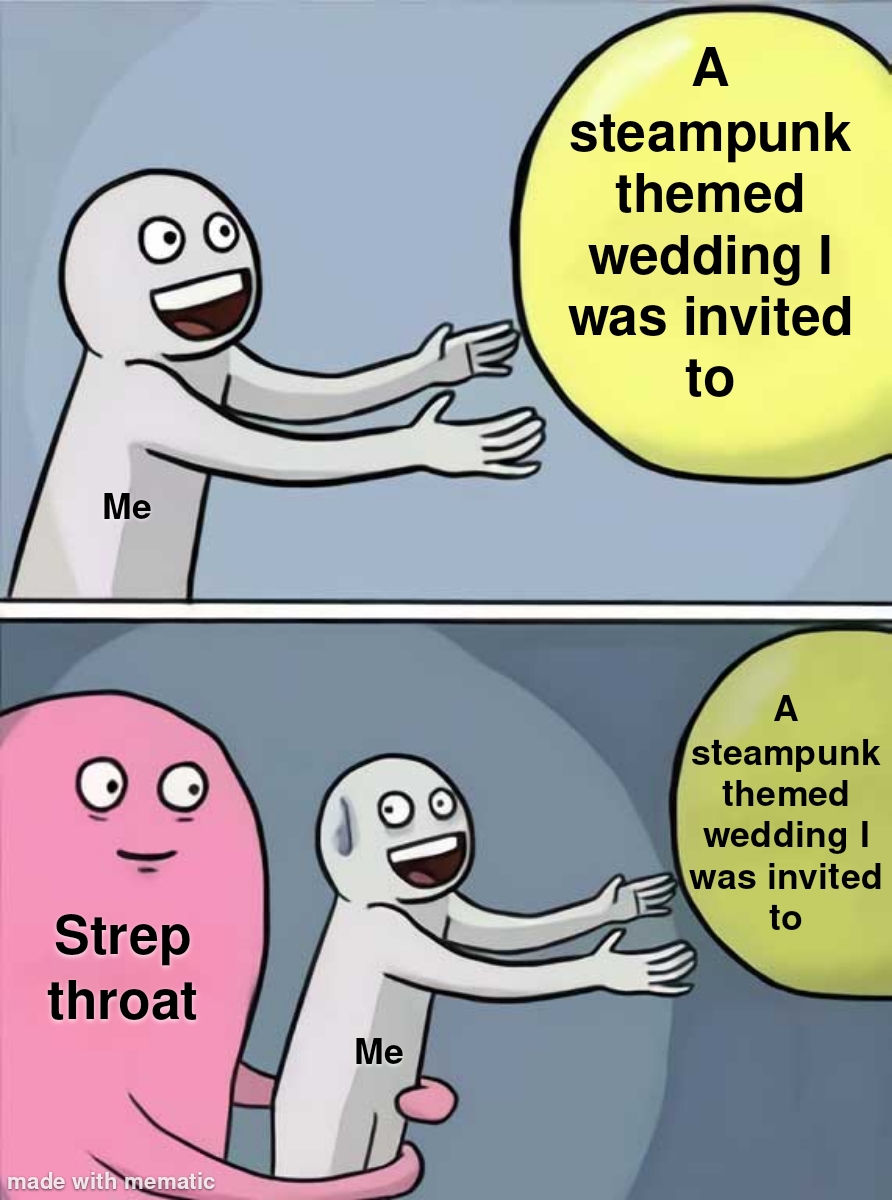 A
steampunk
themed
wedding I
was invited
to
Me
A
steampunk
themed
wedding I
was invited
to
Strep
throat
Me
made with mematic